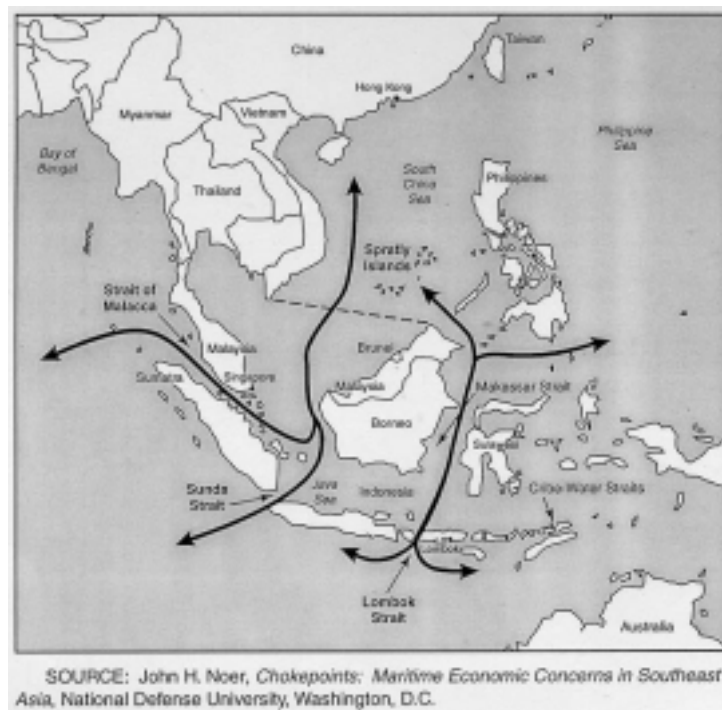 China
Taiwan
Hong Kong
Myanmar
Vietnam
Philippine
Sea
Bay of
Bengal
South
China
Sea
Thailand
Philippines
Spratly
Islands
Strait of
Malacca
Malaysia
Brunei
Sumatra
Singapore
Malaysia
Makassar Strait
Borneo
Sulawesi
Sunda
Strait
Java
Sea
Indonesia
Water Straits
Lombok
Lombok
Strait
Australia
SOURCE: John H. Noer, Chokepoints: Maritime Economic Concerns in Southeast
Asia, National Defense University, Washington, D.C.